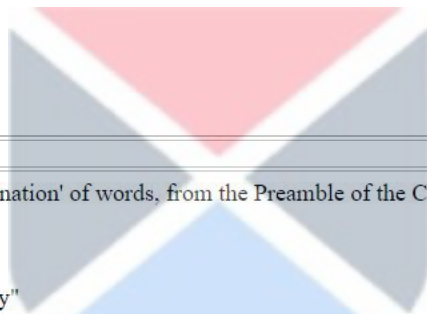 nation' of words, from the Preamble of the C
y"